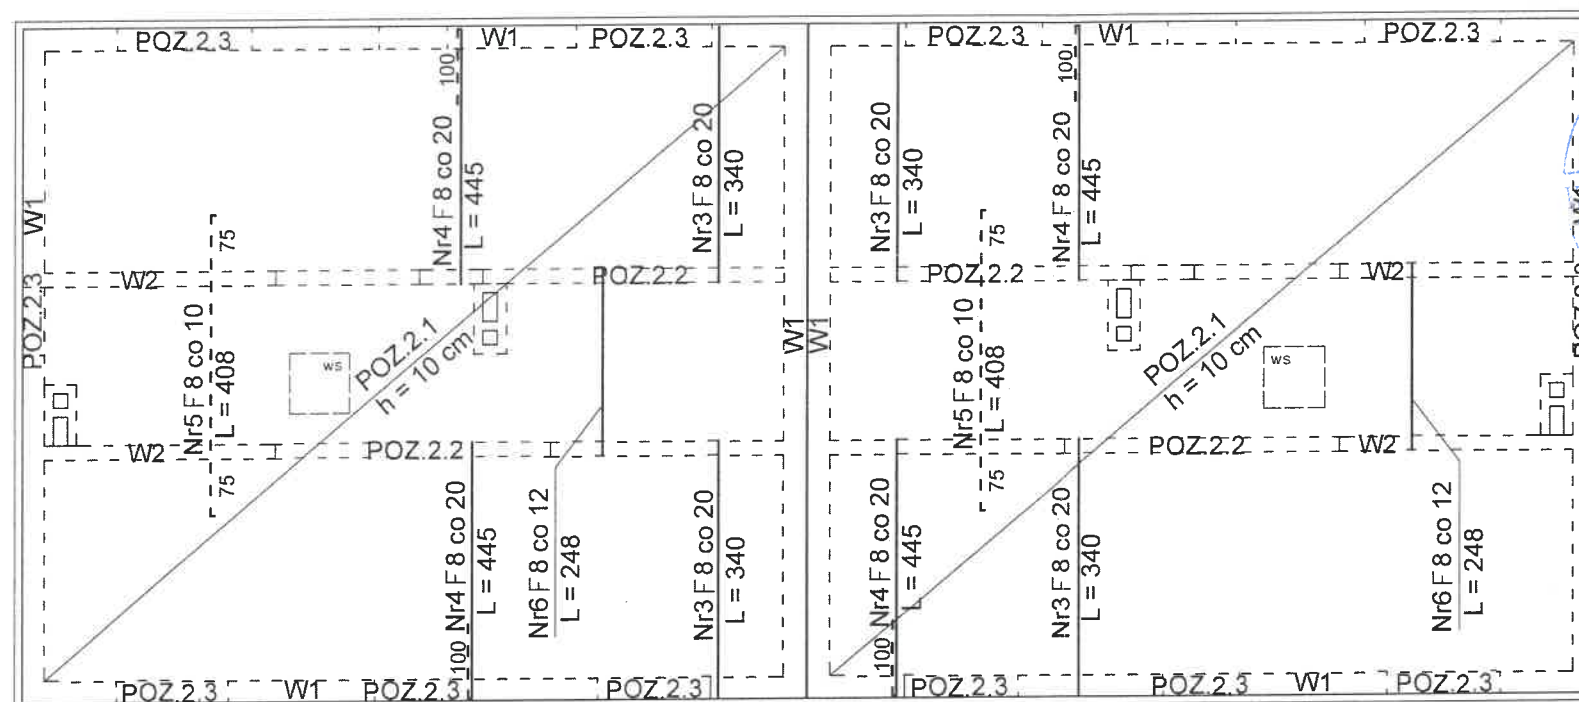 POZ.2.3
W1
POZ.2.3
POZ.2.3
W1
POZ.2.3
100
100
Nr4 F 8 co 20
L = 445
Nr3 F 8 co 20
L = 340
Nr3 F 8 co 20
L = 340
Nr4 F 8 co 20
L = 445
W1
75
75
W2
POZ.2.2
POZ.2.2
W2
POZ.2.3
Nr5 F 8 co 10
L = 408
ws
POZ.2.1
h = 10 cm
W1
W1
Nr5 F 8 co 10
L = 408
POZ.2.1
h = 10 cm
ws
W2
POZ.2.2
POZ.2.2
W2
75
75
Nr4 F 8 co 20
L = 445
Nr6 F 8 co 12
L = 248
Nr3 F 8 co 20
L = 340
Nr4 F 8 co 20
L = 445
Nr3 F 8 co 20
L = 340
Nr6 F 8 co 12
L = 248
100
100
POZ.2.3
W1
POZ.2.3
POZ.2.3
POZ.2.3
POZ.2.3
W1
POZ.2.3